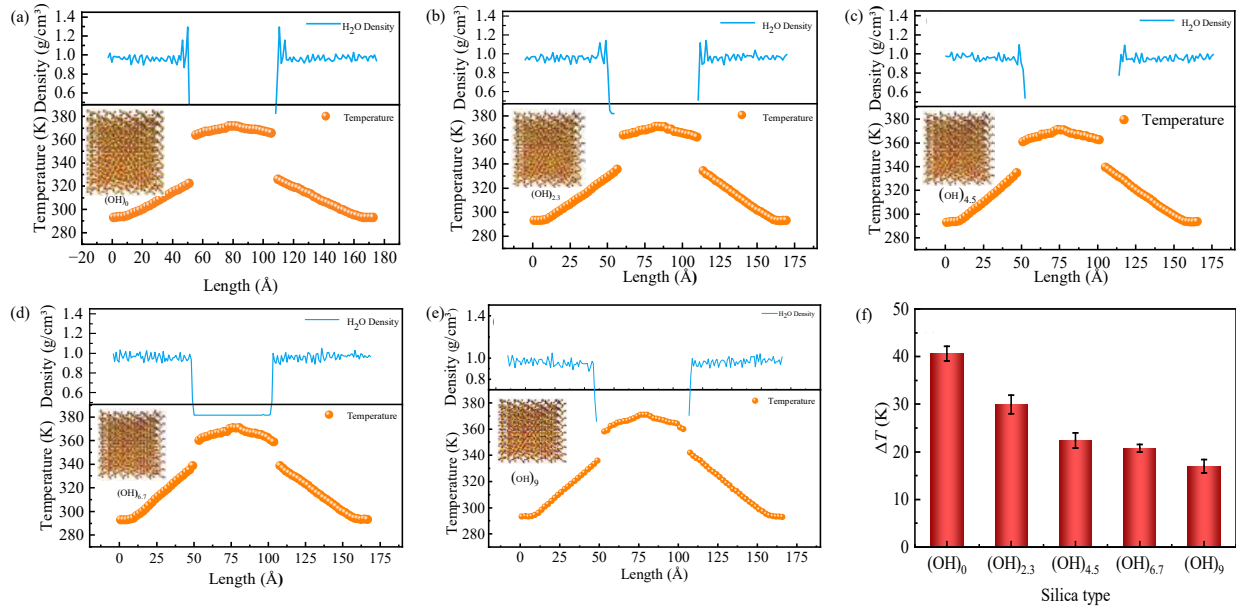 (a)
1.4
1.2
1.0
0.8
0.6
Density (g/cm³)
H₂O Density
380
360
340
320
300
280
Temperature (K)
Temperature
(OH)₀
−20 0 20 40 60 80 100 120 140 160 180
Length (Å)
(b)
1.4
1.2
1.0
0.8
0.6
Density (g/cm³)
H₂O Density
380
360
340
320
300
280
Temperature (K)
Temperature
(OH)₂.₃
0 25 50 75 100 125 150 175
Length (Å)
(c)
1.4
1.2
1.0
0.8
0.6
Density (g/cm³)
H₂O Density
380
360
340
320
300
280
Temperature (K)
Temperature
(OH)₄.₅
0 25 50 75 100 125 150 175
Length (Å)
(d)
1.4
1.2
1.0
0.8
0.6
Density (g/cm³)
H₂O Density
380
360
340
320
300
280
Temperature (K)
Temperature
(OH)₆.₇
0 25 50 75 100 125 150 175
Length (Å)
(e)
1.4
1.0
0.8
Density (g/cm³)
H₂O Density
380
360
340
320
300
280
Temperature (K)
Temperature
(OH)₉
0 25 50 75 100 125 150 175
Length (Å)
(f)
50
40
30
20
10
0
ΔT (K)
(OH)₀ (OH)₂.₃ (OH)₄.₅ (OH)₆.₇ (OH)₉
Silica type